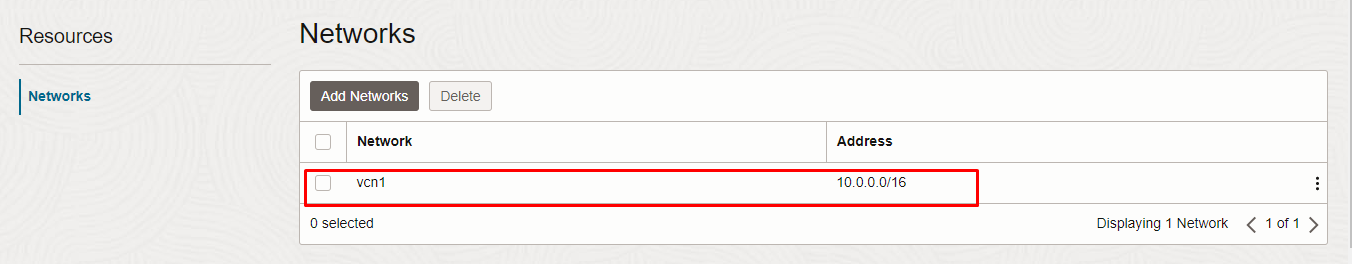 Resources
Networks
Networks
Add Networks Delete
Network Address
vcn1 10.0.0.0/16
0 selected Displaying 1 Network 1 of 1